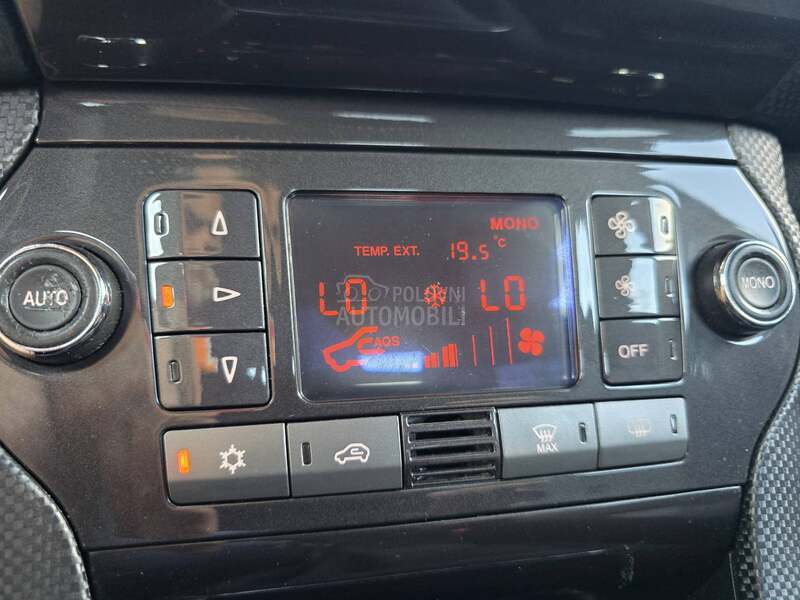 MONO
TEMP. EXT. 19.5 °C
AUTO
LO LO
POLOVNI
AUTOMOBILI
MONO
AQS
OFF
MAX